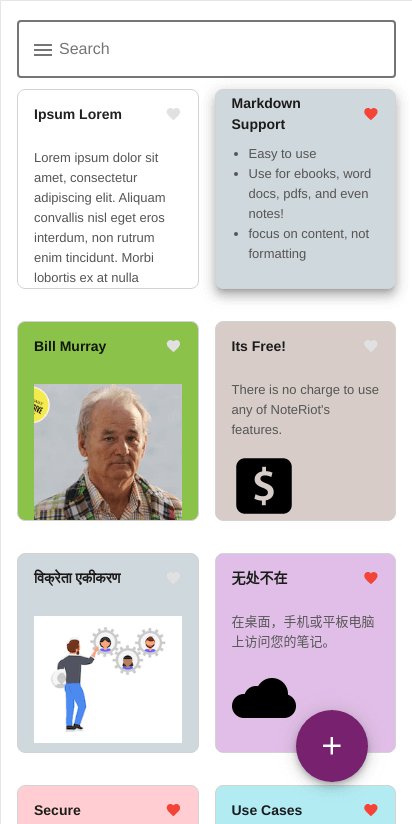 Search
Ipsum Lorem
Lorem ipsum dolor sit
amet, consectetur
adipiscing elit. Aliquam
convallis nisl eget eros
interdum, non rutrum
enim tincidunt. Morbi
lobortis ex at nulla
Markdown
Support
Easy to use
Use for ebooks, word
docs, pdfs, and even
notes!
focus on content, not
formatting
Bill Murray
Its Free!
There is no charge to use
any of NoteRiot's
features.
$
विक्रेता एकीकरण
无处不在
在桌面，手机或平板电脑
上访问您的笔记。
+
Secure
Use Cases